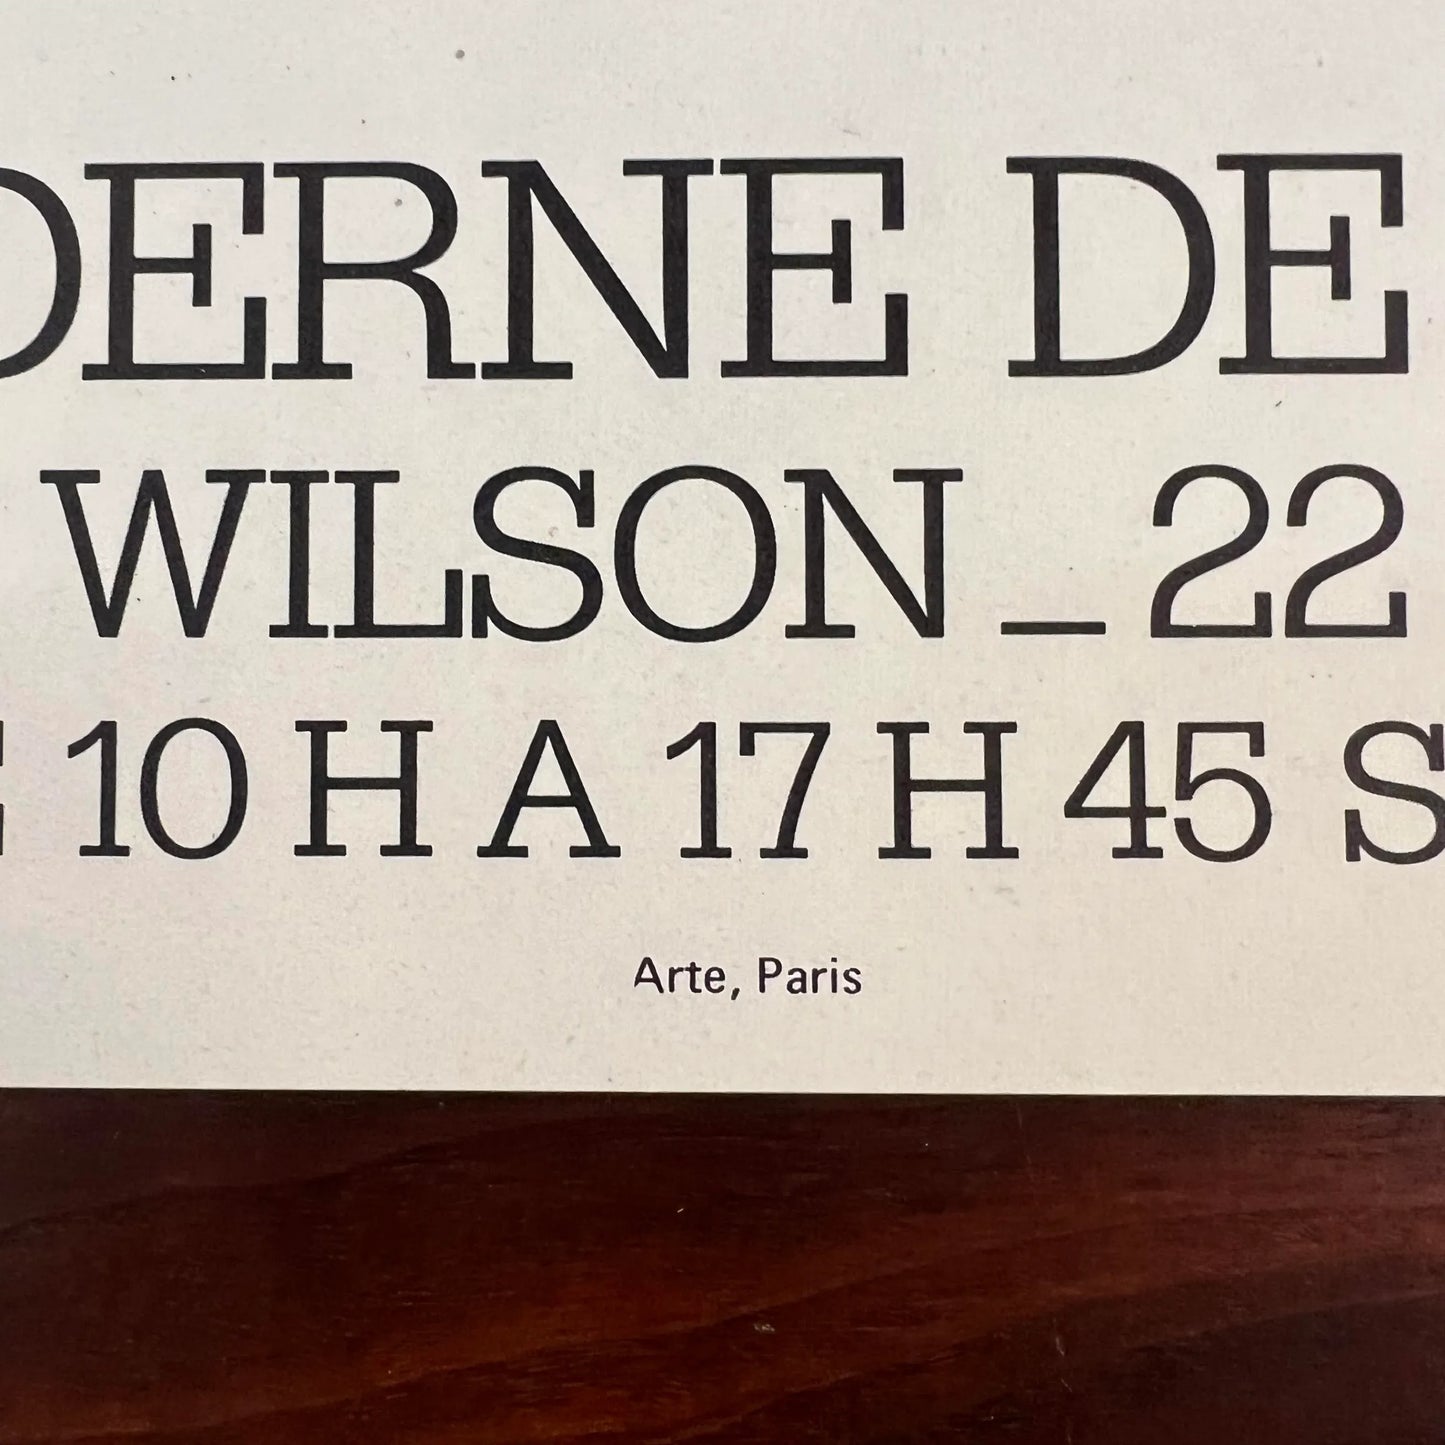 DERNE DE
WILSON _ 22
10 H A 17 H 45 S
Arte, Paris